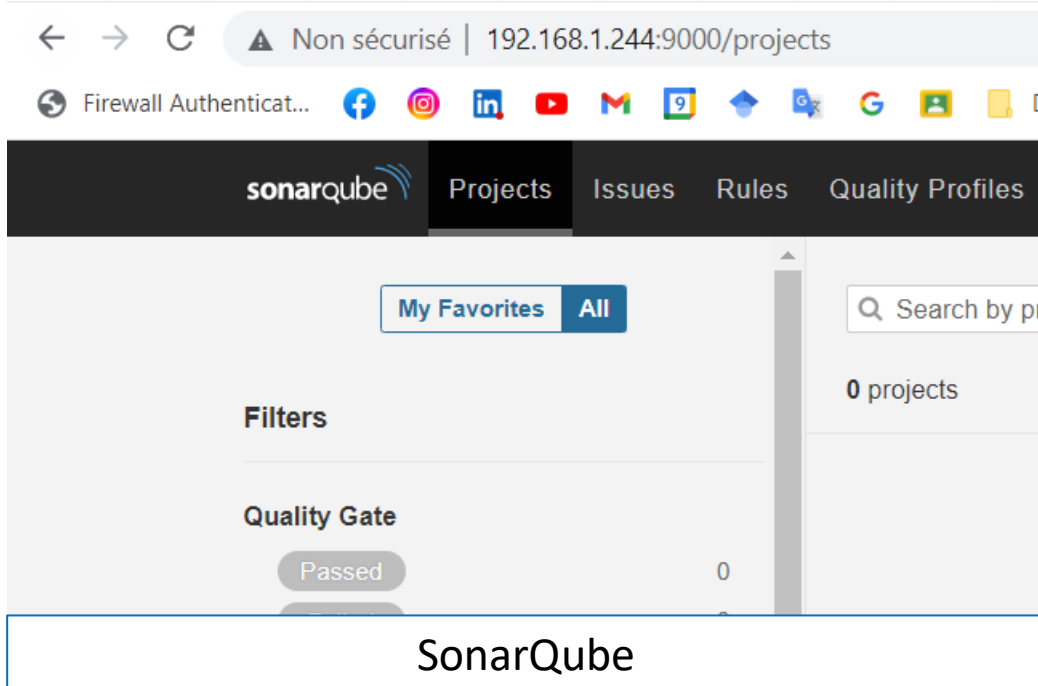 Non sécurisé | 192.168.1.244:9000/projects
Firewall Authenticat...
sonarqube Projects Issues Rules Quality Profiles
My Favorites All
Search by
0 projects
Filters
Quality Gate
Passed 0
SonarQube